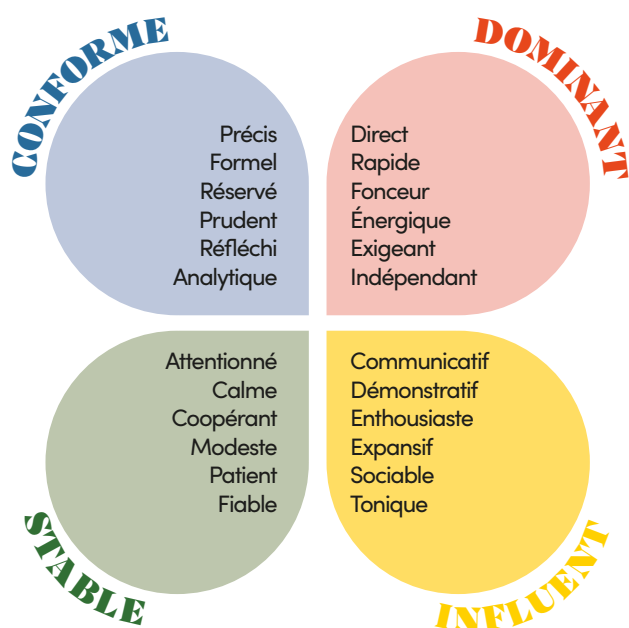 CONFORME
Précis
Formel
Réservé
Prudent
Réfléchi
Analytique
DOMINANT
Direct
Rapide
Fonceur
Énergique
Exigeant
Indépendant
Attentionné
Calme
Coopérant
Modeste
Patient
Fiable
STABLE
Communicatif
Démonstratif
Enthousiaste
Expansif
Sociable
Tonique
INFLUENT